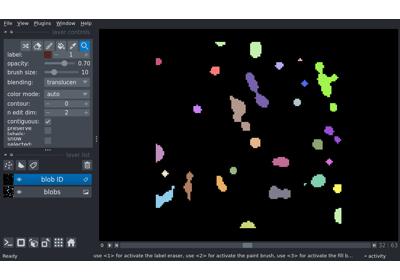 File View Plugins Window Help
layer controls
label: 1
opacity: 0.70
brush size: 10
blending: translucen
color mode: auto
contour: 0
n edit dim: 2
contiguous:
preserve
labels:
show
selected:
layer list
blob ID
blobs
32 / 63
Ready
use <1> for activate the label eraser, use <2> for activate the paint brush, use <3> for activate the fill b...
activity